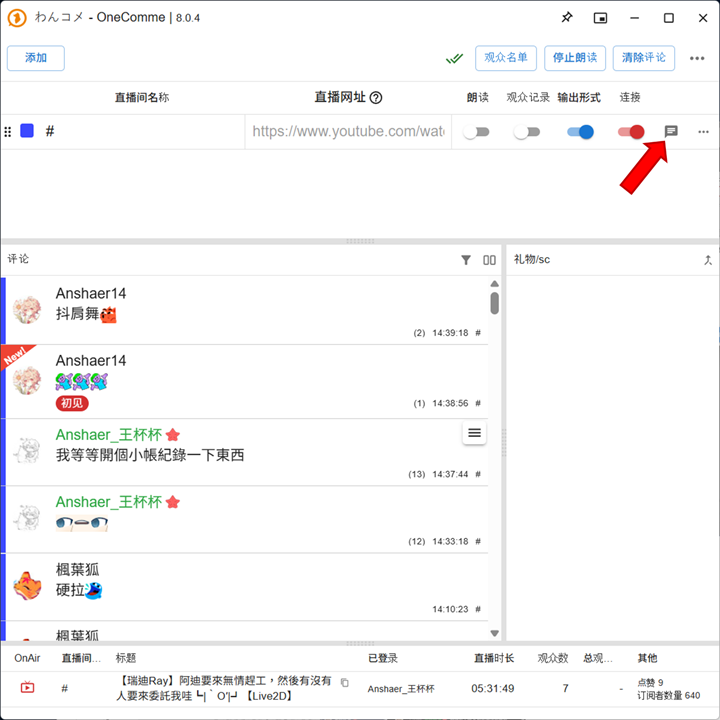 わんコメ - OneComme | 8.0.4
添加
观众名单
停止朗读
清除评论
直播间名称
直播网址
朗读
观众记录
输出形式
连接
#
https://www.youtube.com/wat
评论
礼物/sc
Anshaer14
抖肩舞
(2) 14:39:18 #
New!
Anshaer14
初见
(1) 14:38:56 #
Anshaer_王杯杯
我等等開個小帳紀錄一下東西
(13) 14:37:44 #
Anshaer_王杯杯
(12) 14:33:18 #
楓葉狐
硬拉
14:10:23 #
楓葉狐
OnAir
直播间...
标题
已登录
直播时长
观众数
总观...
其他
#
【瑞迪Ray】阿迪要來無情趕工，然後有沒有
人要來委託我哇┗|｀O′|┛【Live2D】
Anshaer_王杯杯
05:31:49
7
-
点赞 9
订阅者数量 640